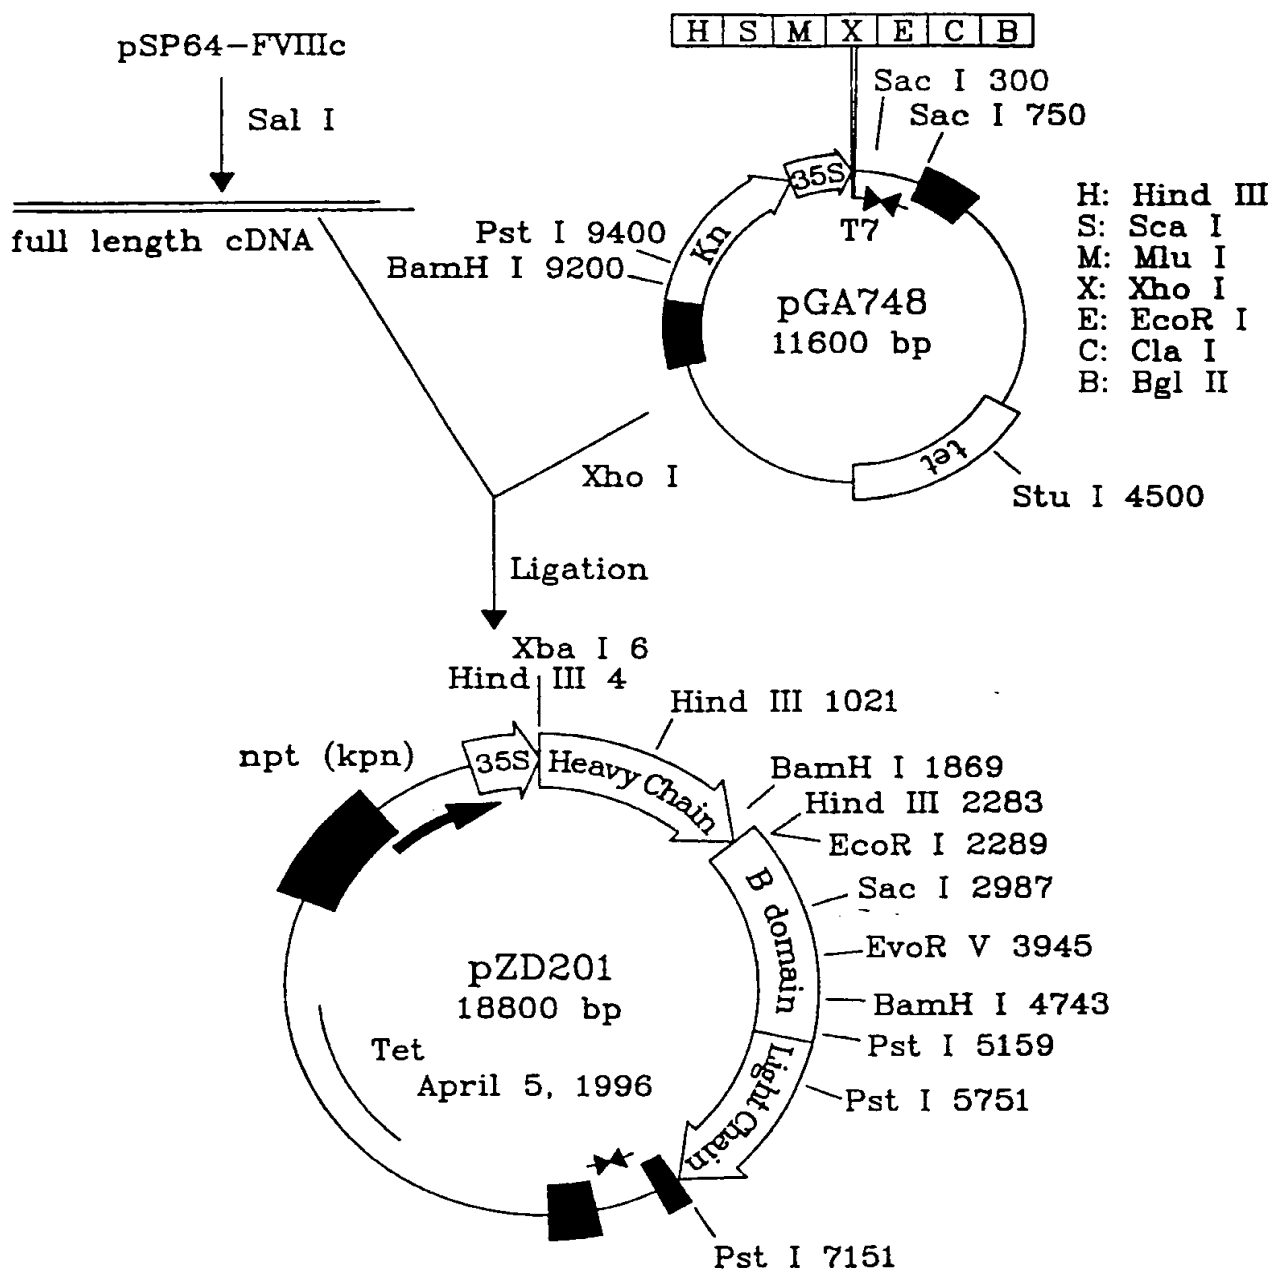 pSP64-FVIIIc
Sal I
full length cDNA
H S M X E C B
Sac I 300
Sac I 750
35S
T7
Kn
Pst I 9400
BamH I 9200
pGA748
11600 bp
tet
Stu I 4500
H: Hind III
S: Sca I
M: Mlu I
X: Xho I
E: EcoR I
C: Cla I
B: Bgl II
Xho I
Ligation
Xba I 6
Hind III 4
Hind III 1021
npt (kpn)
35S
Heavy Chain
BamH I 1869
Hind III 2283
EcoR I 2289
B domain
Sac I 2987
EvoR V 3945
BamH I 4743
Pst I 5159
Light Chain
Pst I 5751
pZD201
18800 bp
Tet
April 5, 1996
Pst I 7151